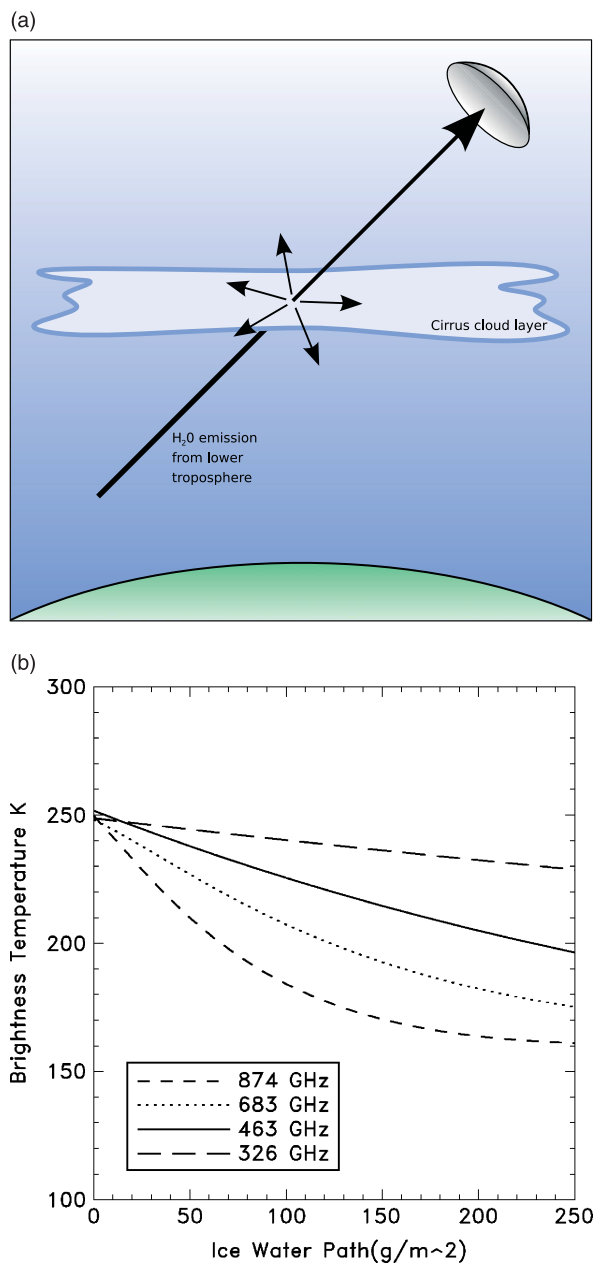 (a)
Cirrus cloud layer
H₂0 emission
from lower
troposphere
(b)
300
250
200
150
100
Brightness Temperature K
874 GHz
683 GHz
463 GHz
326 GHz
0 50 100 150 200 250
Ice Water Path(g/m^2)